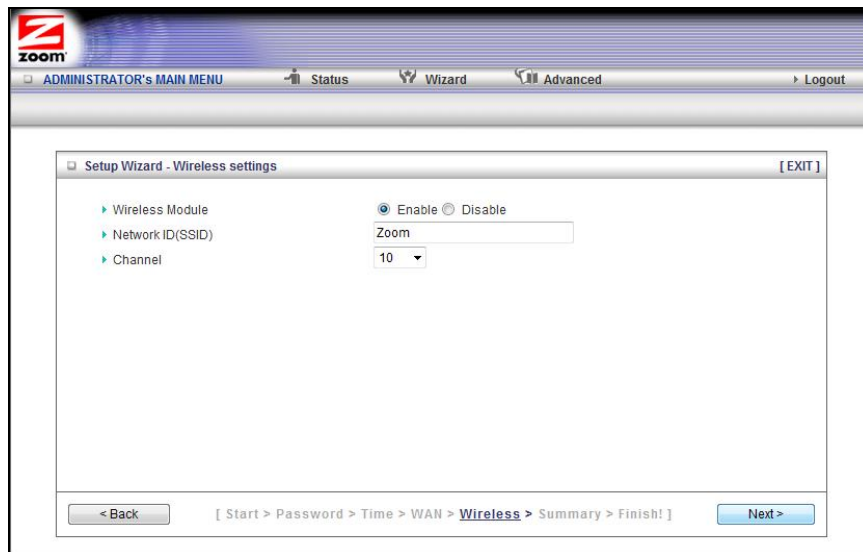 zoom
ADMINISTRATOR's MAIN MENU Status Wizard Advanced Logout
Setup Wizard - Wireless settings [ EXIT ]
Wireless Module Enable Disable
Network ID(SSID) Zoom
Channel 10
< Back [ Start > Password > Time > WAN > Wireless > Summary > Finish! ] Next >